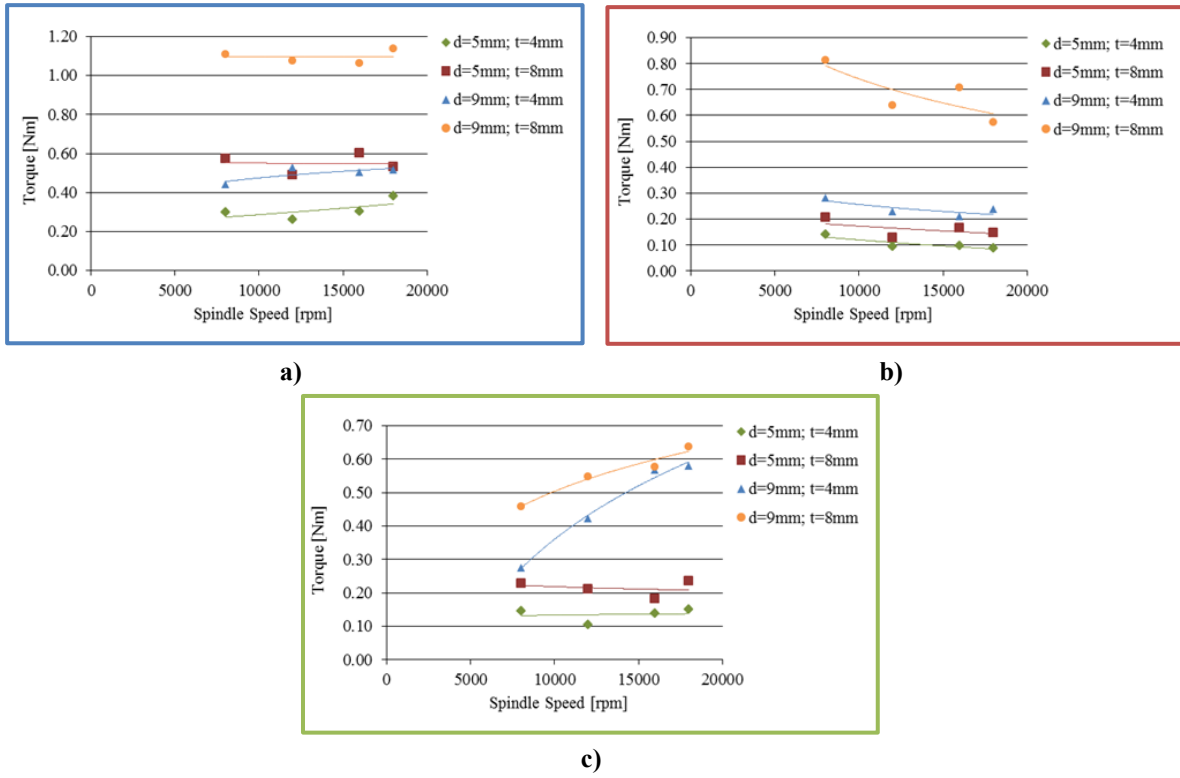 1.20
1.00
0.80
0.60
0.40
0.20
0.00
Torque [Nm]
0 5000 10000 15000 20000
Spindle Speed [rpm]
d=5mm; t=4mm
d=5mm; t=8mm
d=9mm; t=4mm
d=9mm; t=8mm
a)
0.90
0.80
0.70
0.60
0.50
0.40
0.30
0.20
0.10
0.00
Torque [Nm]
0 5000 10000 15000 20000
Spindle Speed [rpm]
d=5mm; t=4mm
d=5mm; t=8mm
d=9mm; t=4mm
d=9mm; t=8mm
b)
0.70
0.60
0.50
0.40
0.30
0.20
0.10
0.00
Torque [Nm]
0 5000 10000 15000 20000
Spindle Speed [rpm]
d=5mm; t=4mm
d=5mm; t=8mm
d=9mm; t=4mm
d=9mm; t=8mm
c)